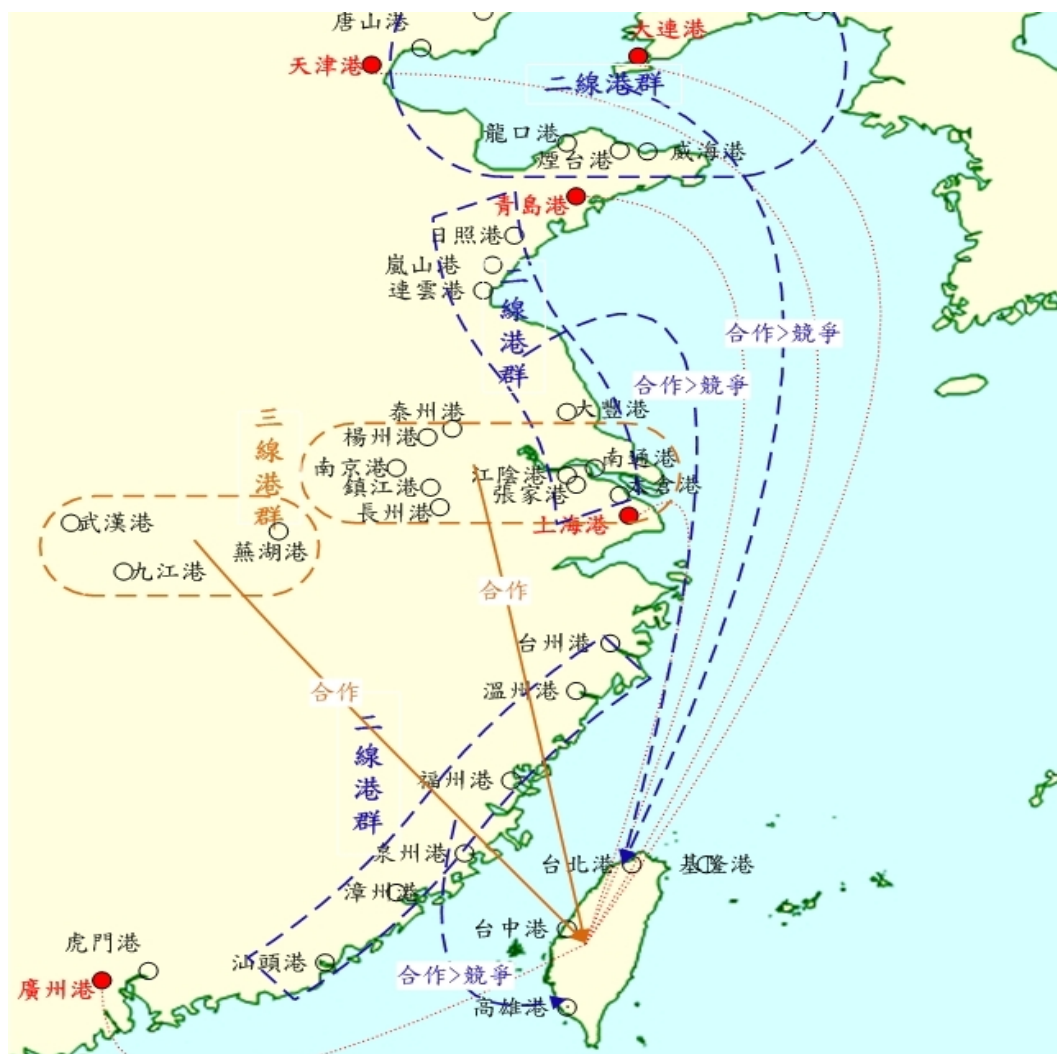 唐山港
大連港
天津港
二線港群
龍口港
煙台港
威海港
青島港
日照港
嵐山港
連雲港
二線港群
合作>競爭
合作>競爭
大豐港
泰州港
楊州港
三線港群
南京港
鎮江港
長州港
江陰港
南通港
張家港
太倉港
上海港
武漢港
蕪湖港
九江港
合作
台州港
溫州港
合作
二線港群
福州港
泉州港
漳州港
台北港
基隆港
台中港
虎門港
汕頭港
廣州港
合作>競爭
高雄港